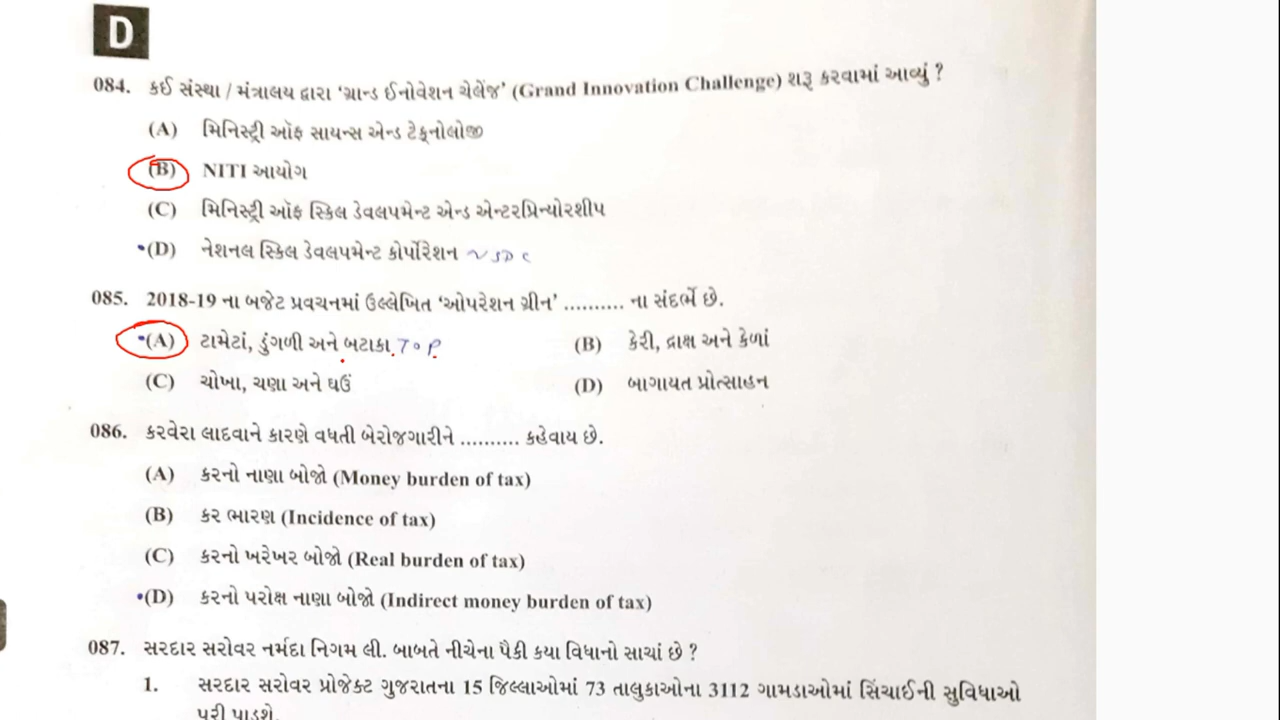 D
084. કઈ સંસ્થા / મંત્રાલય દ્વારા ‘ગ્રાન્ડ ઈનોવેશન ચેલેંજ’ (Grand Innovation Challenge) શરૂ કરવામાં આવ્યું ?
(A) મિનિસ્ટ્રી ઑફ સાયન્સ એન્ડ ટેક્નોલોજી
(B) NITI આયોગ
(C) મિનિસ્ટ્રી ઑફ સ્કિલ ડેવલપમેન્ટ એન્ડ એન્ટરપ્રિન્યોરશીપ
(D) નેશનલ સ્કિલ ડેવલપમેન્ટ કોર્પોરેશન NSDC
085. 2018-19 ના બજેટ પ્રવચનમાં ઉલ્લેખિત ‘ઓપરેશન ગ્રીન’ .......... ના સંદર્ભે છે.
(A) ટામેટાં, ડુંગળી અને બટાકા TOP (B) કેરી, દ્રાક્ષ અને કેળાં
(C) ચોખા, ચણા અને ઘઉં (D) બાગાયત પ્રોત્સાહન
086. કરવેરા લાદવાને કારણે વધતી બેરોજગારીને .......... કહેવાય છે.
(A) કરનો નાણા બોજો (Money burden of tax)
(B) કર ભારણ (Incidence of tax)
(C) કરનો ખરેખર બોજો (Real burden of tax)
(D) કરનો પરોક્ષ નાણા બોજો (Indirect money burden of tax)
087. સરદાર સરોવર નર્મદા નિગમ લી. બાબતે નીચેના પૈકી કયા વિધાનો સાચાં છે ?
1. સરદાર સરોવર પ્રોજેક્ટ ગુજરાતના 15 જિલ્લાઓમાં 73 તાલુકાઓના 3112 ગામડાઓમાં સિંચાઈની સુવિધાઓ
પૂરી પાડશે.